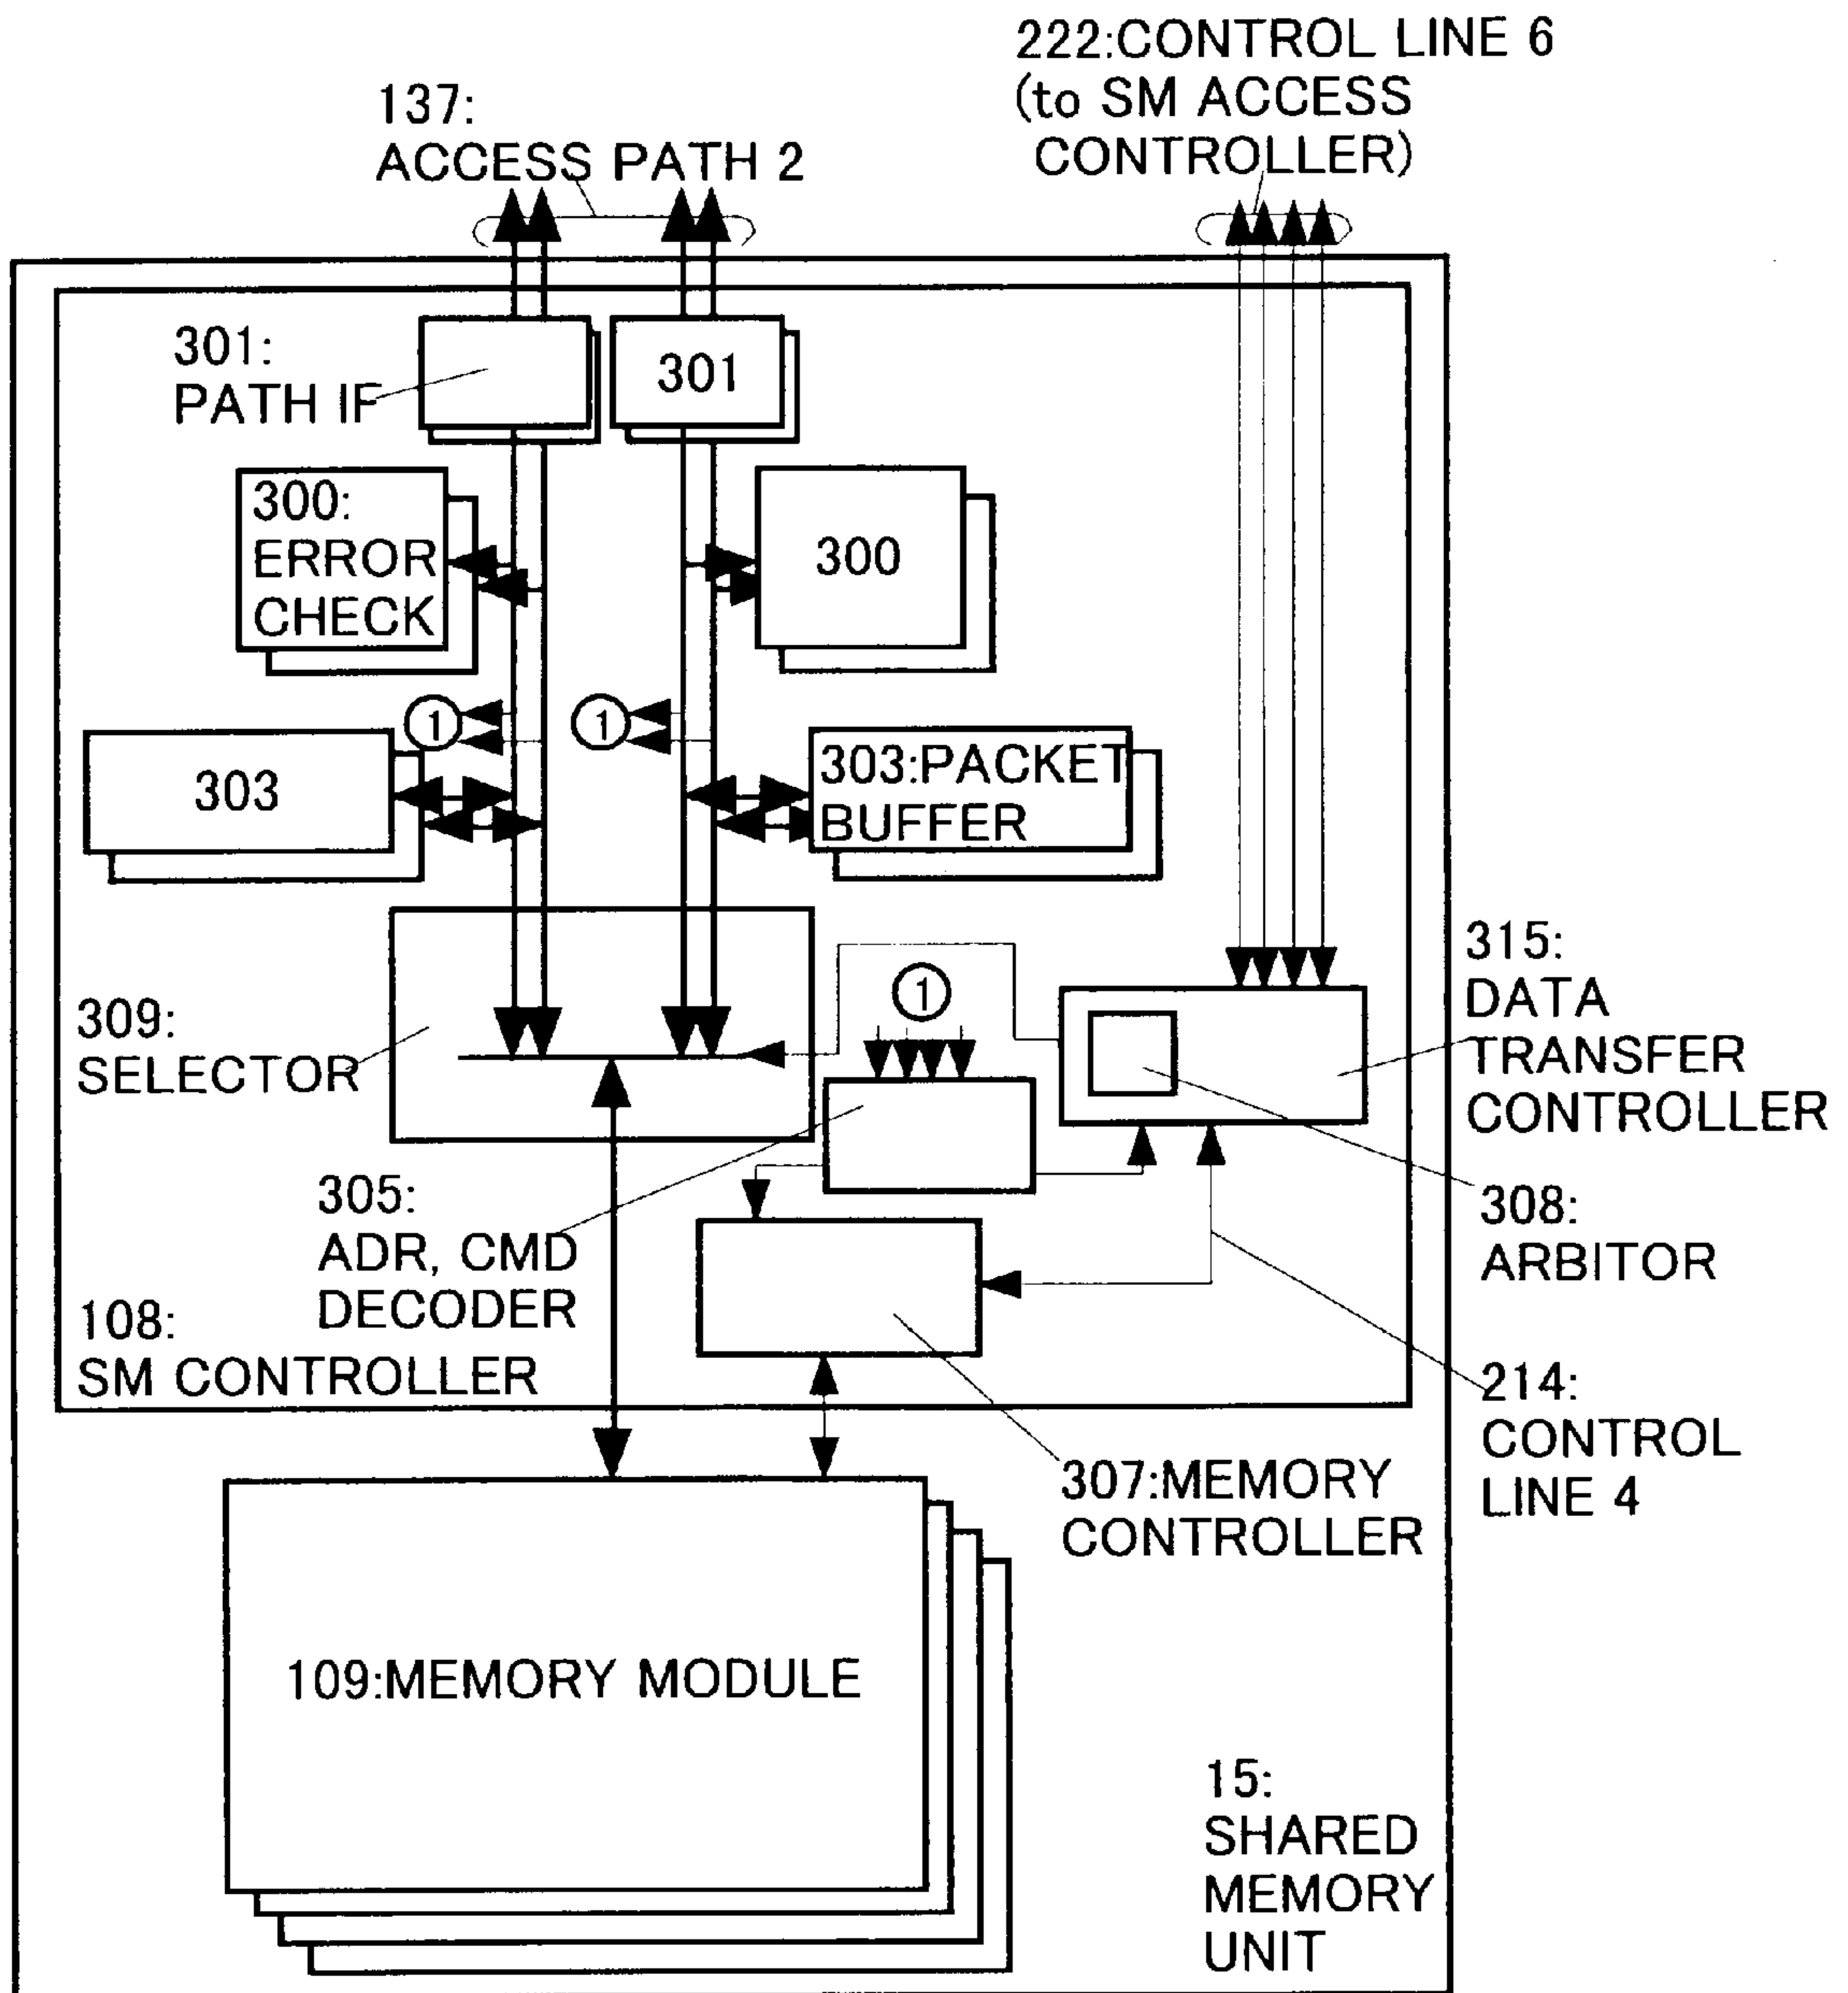 222:CONTROL LINE 6
(to SM ACCESS
CONTROLLER)
137:
ACCESS PATH 2
301:
PATH IF
301
300:
ERROR
CHECK
300
1
1
303
303:PACKET
BUFFER
309:
SELECTOR
1
315:
DATA
TRANSFER
CONTROLLER
305:
ADR, CMD
DECODER
308:
ARBITOR
108:
SM CONTROLLER
214:
CONTROL
LINE 4
307:MEMORY
CONTROLLER
109:MEMORY MODULE
15:
SHARED
MEMORY
UNIT